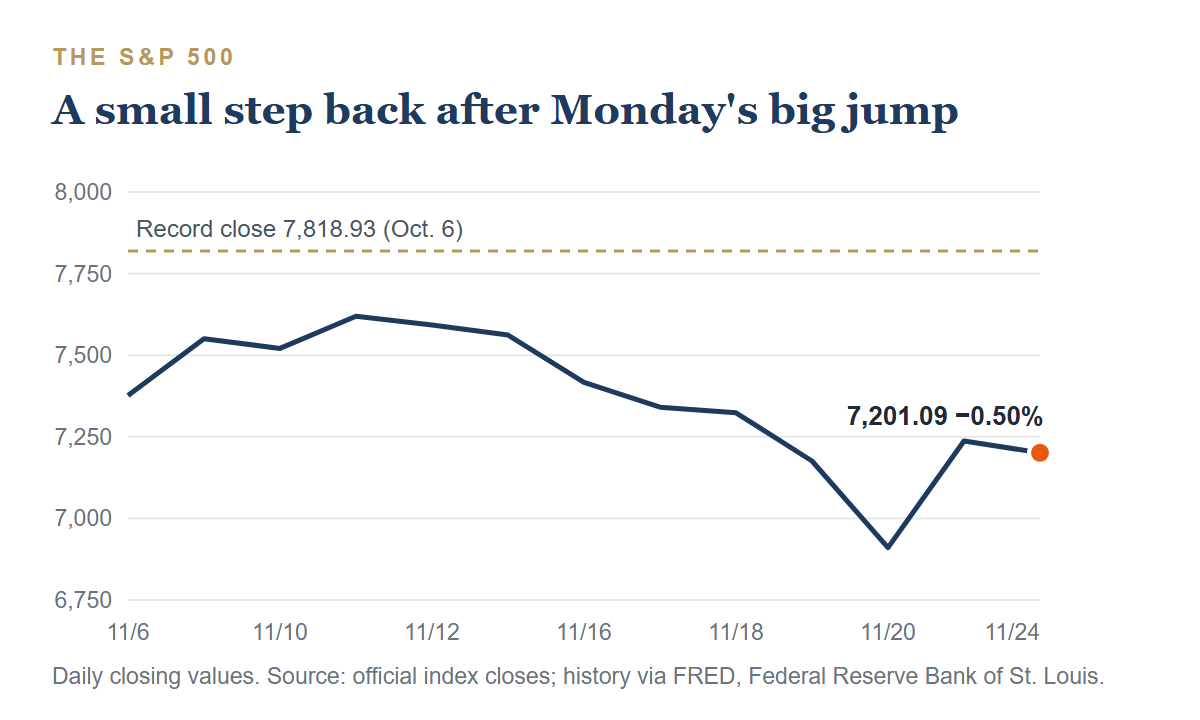 THE S&P 500
A small step back after Monday's big jump
8,000
Record close 7,818.93 (Oct. 6)
7,750
7,500
7,201.09 −0.50%
7,250
7,000
6,750
11/6 11/10 11/12 11/16 11/18 11/20 11/24
Daily closing values. Source: official index closes; history via FRED, Federal Reserve Bank of St. Louis.